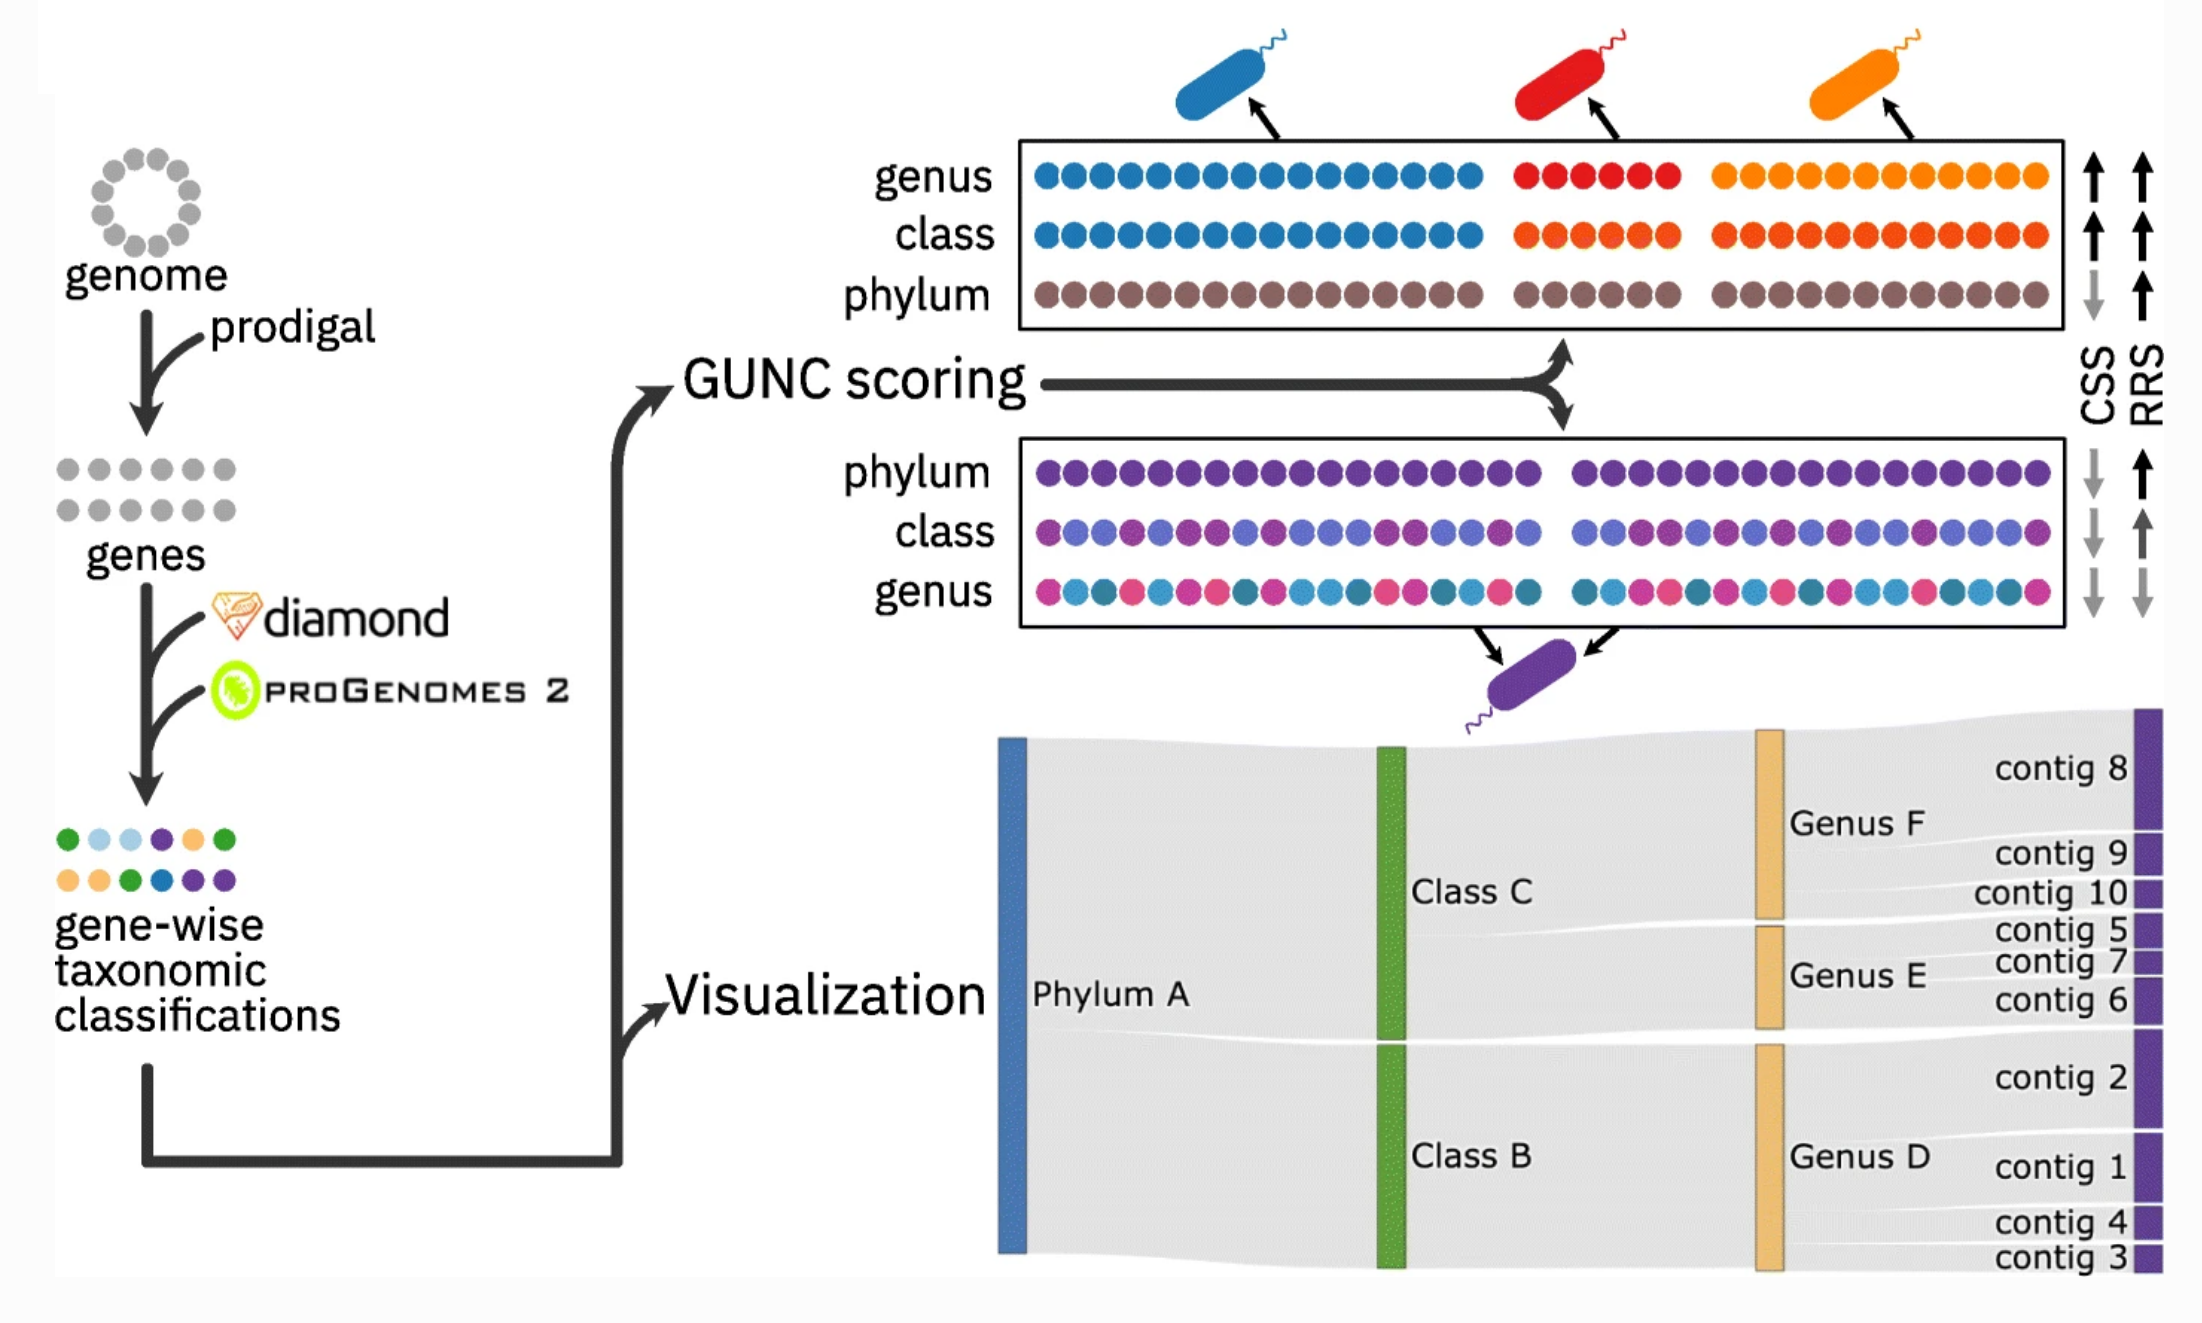 genome
prodigal
genes
diamond
PROGENOMES 2
gene-wise
taxonomic
classifications
GUNC scoring
Visualization
genus
class
phylum
CSS
RRS
phylum
class
genus
Phylum A
Class C
Class B
Genus F
Genus E
Genus D
contig 8
contig 9
contig 10
contig 5
contig 7
contig 6
contig 2
contig 1
contig 4
contig 3